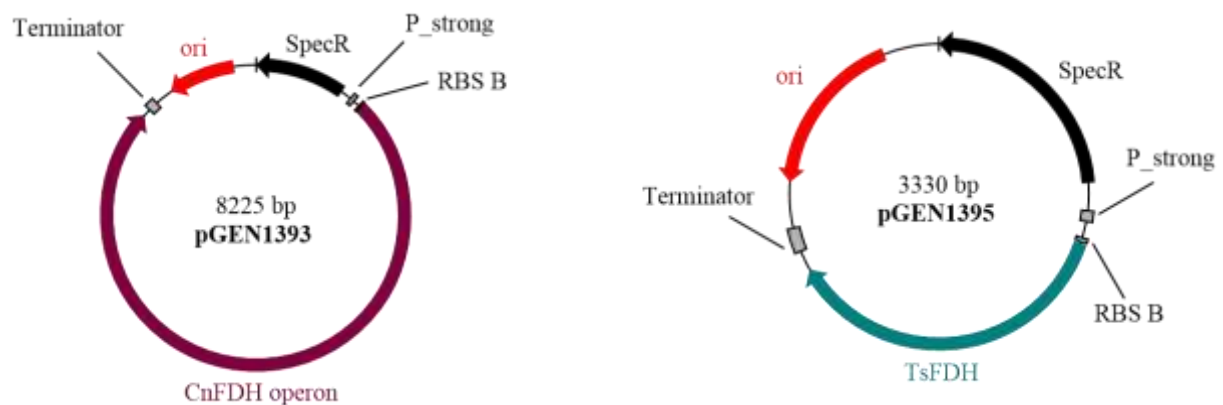 Terminator
ori
SpecR
P_strong
RBS B
8225 bp
pGEN1393
CnFDH operon
ori
SpecR
P_strong
Terminator
3330 bp
pGEN1395
RBS B
TsFDH